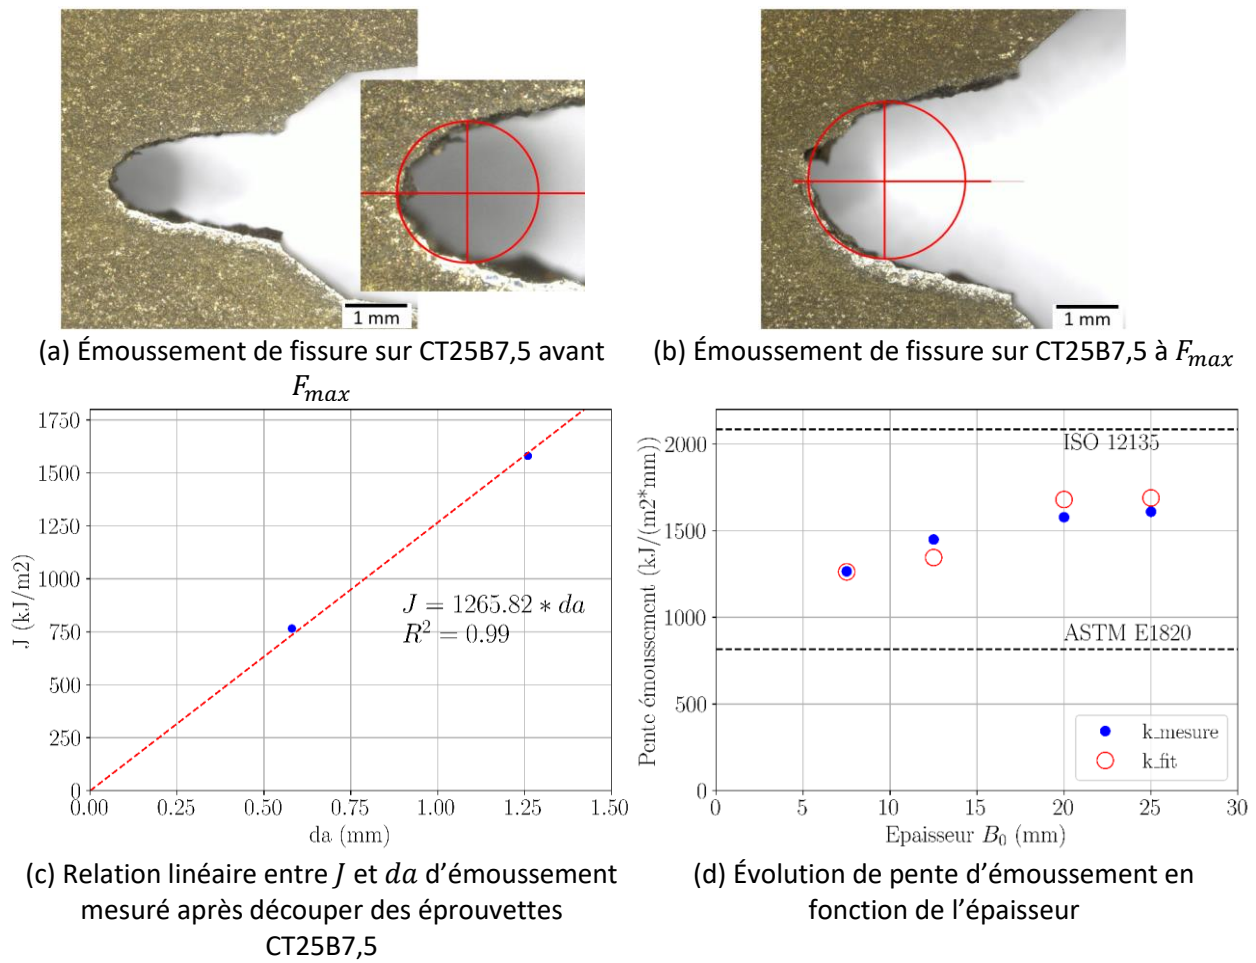 1 mm
1 mm
(a) Émoussement de fissure sur CT25B7,5 avant
F_max
(b) Émoussement de fissure sur CT25B7,5 à F_max
1750
1500
1250
1000
750
500
250
0
J (kJ/m2)
J = 1265.82 * da
R² = 0.99
0.00 0.25 0.50 0.75 1.00 1.25 1.50
da (mm)
2000
1500
1000
500
0
Pente émoussement (kJ/(m2*mm))
ISO 12135
ASTM E1820
k_mesure
k_fit
0 5 10 15 20 25 30
Epaisseur B₀ (mm)
(c) Relation linéaire entre J et da d’émoussement
mesuré après découper des éprouvettes
CT25B7,5
(d) Évolution de pente d’émoussement en
fonction de l’épaisseur